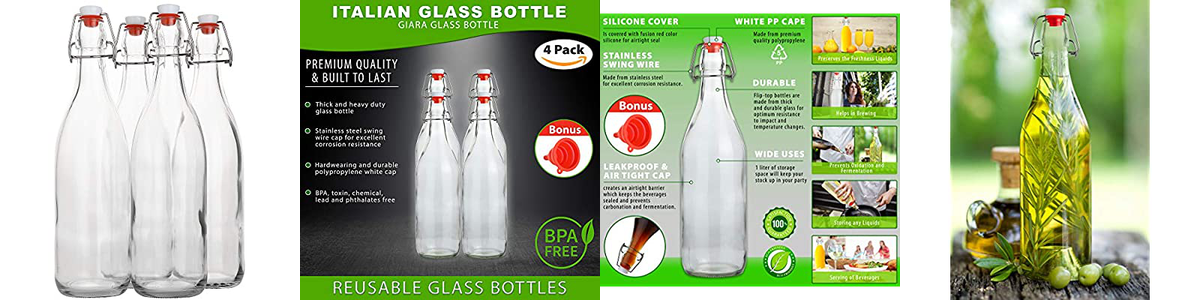 ITALIAN GLASS BOTTLE
GIARA GLASS BOTTLE
4 Pack
PREMIUM QUALITY
& BUILT TO LAST
Thick and heavy duty
glass bottle
Stainless steel swing
wire cap for excellent
corrosion resistance
Hardwearing and durable
polypropylene white cap
BPA, toxin, chemical,
lead and phthalates free
Bonus
BPA
FREE
REUSABLE GLASS BOTTLES
SILICONE COVER
Is covered with fusion red color
silicone for airtight seal
STAINLESS
SWING WIRE
Made from stainless steel
for excellent corrosion resistance.
Bonus
LEAKPROOF &
AIR TIGHT CAP
creates an airtight barrier
which keeps the beverages
sealed and prevents
carbonation and fermentation.
WHITE PP CAPE
Made from premium
quality polypropylene
5
PP
DURABLE
Flip-top bottles are
made from thick
and durable glass for
optimum resistance
to impact and
temperature changes.
WIDE USES
1 liter of storage
space will keep your
stock up in your party
100%
Preserves the Freshness Liquids
Helps in Brewing
Prevents Oxidation and
Fermentation
Storing any Liquids
Serving of Beverages